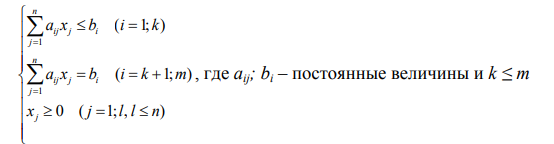 ∑_{j=1}^{n} a_{ij} x_j ≤ b_i (i = 1; k)
∑_{j=1}^{n} a_{ij} x_j = b_i (i = k + 1; m) , где a_{ij}; b_i – постоянные величины и k ≤ m
x_j ≥ 0 (j = 1; l, l ≤ n)